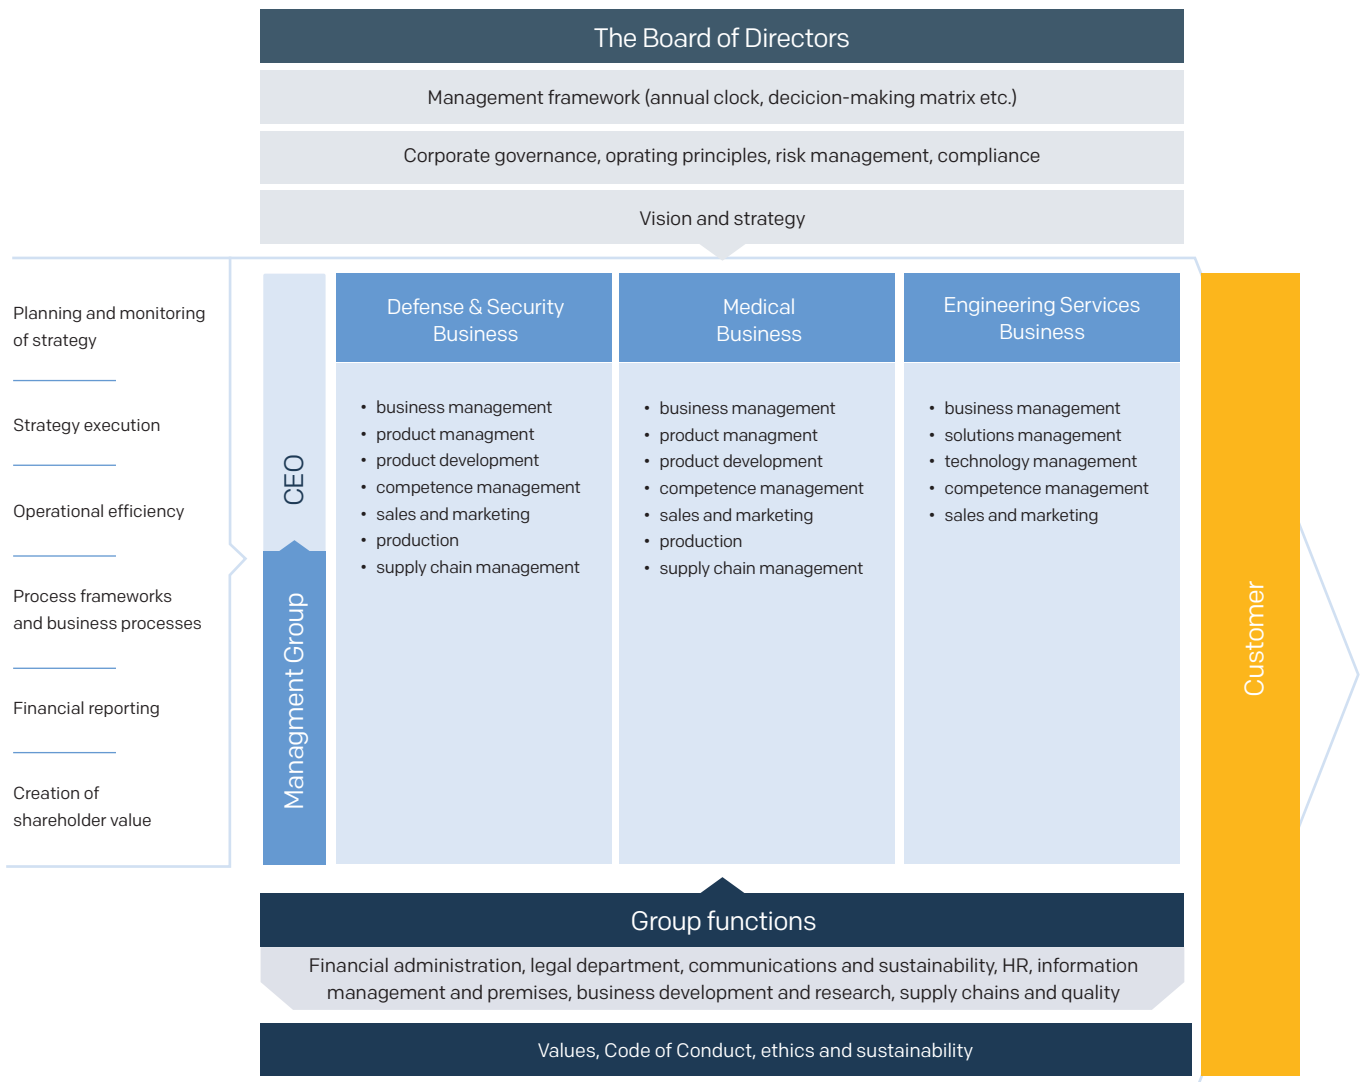 The Board of Directors
Management framework (annual clock, decicion-making matrix etc.)
Corporate governance, oprating principles, risk management, compliance
Vision and strategy
Planning and monitoring
of strategy
Strategy execution
Operational efficiency
Process frameworks
and business processes
Financial reporting
Creation of
shareholder value
CEO
Managment Group
Defense & Security
Business
• business management
• product managment
• product development
• competence management
• sales and marketing
• production
• supply chain management
Medical
Business
• business management
• product managment
• product development
• competence management
• sales and marketing
• production
• supply chain management
Engineering Services
Business
• business management
• solutions management
• technology management
• competence management
• sales and marketing
Customer
Group functions
Financial administration, legal department, communications and sustainability, HR, information
management and premises, business development and research, supply chains and quality
Values, Code of Conduct, ethics and sustainability